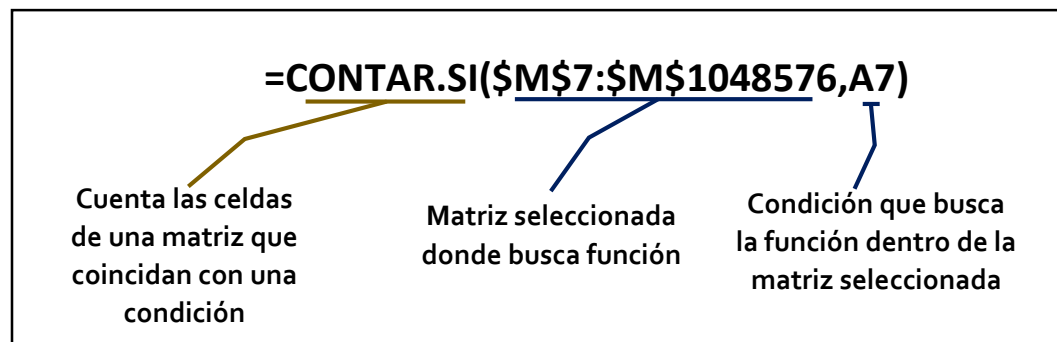 =CONTAR.SI($M$7:$M$1048576,A7)
Cuenta las celdas
de una matriz que
coincidan con una
condición
Matriz seleccionada
donde busca función
Condición que busca
la función dentro de la
matriz seleccionada